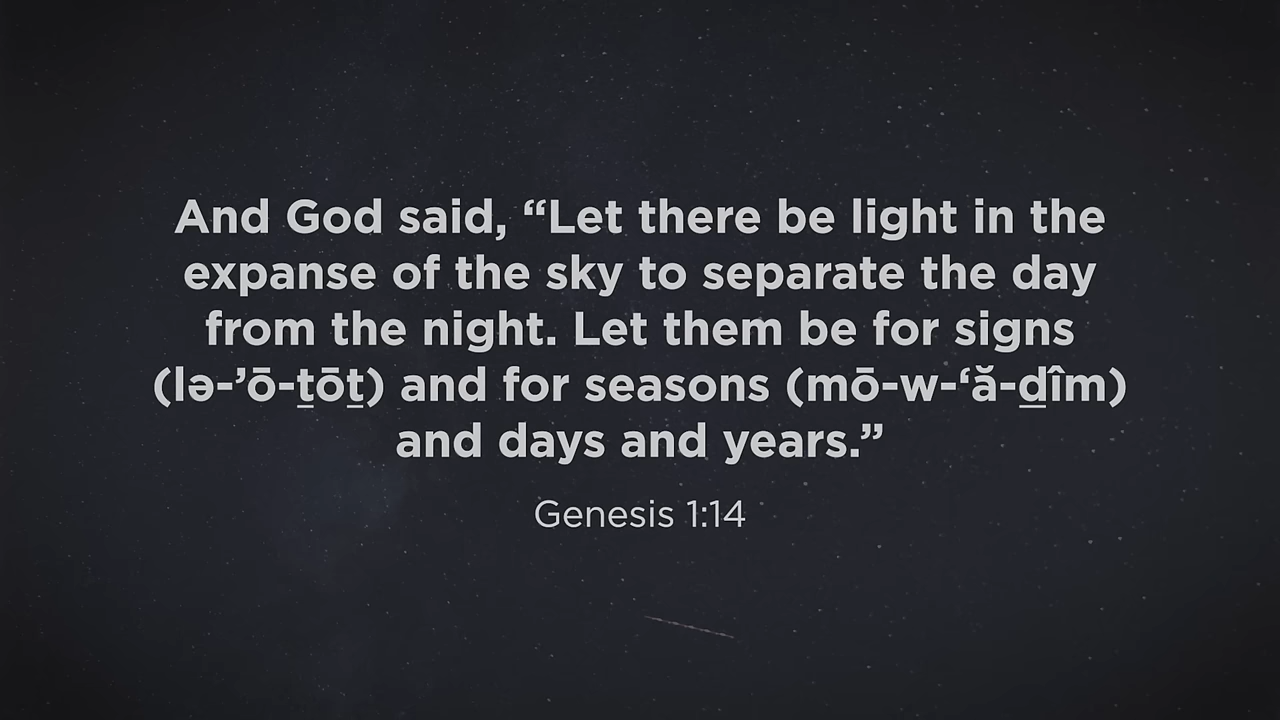 And God said, “Let there be light in the
expanse of the sky to separate the day
from the night. Let them be for signs
(lə-’ō-ṯōṯ) and for seasons (mō-w-‘ă-ḏîm)
and days and years.”
Genesis 1:14